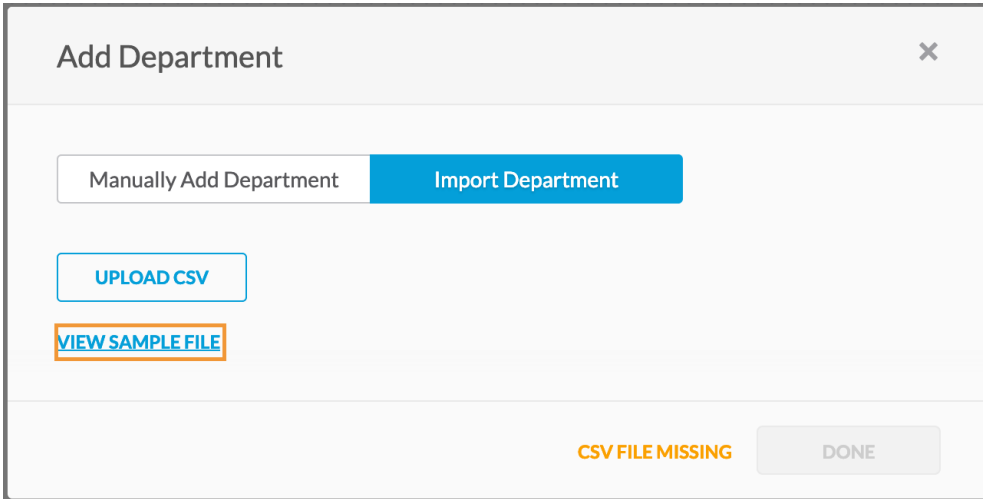 Add Department
Manually Add Department Import Department
UPLOAD CSV
VIEW SAMPLE FILE
CSV FILE MISSING DONE